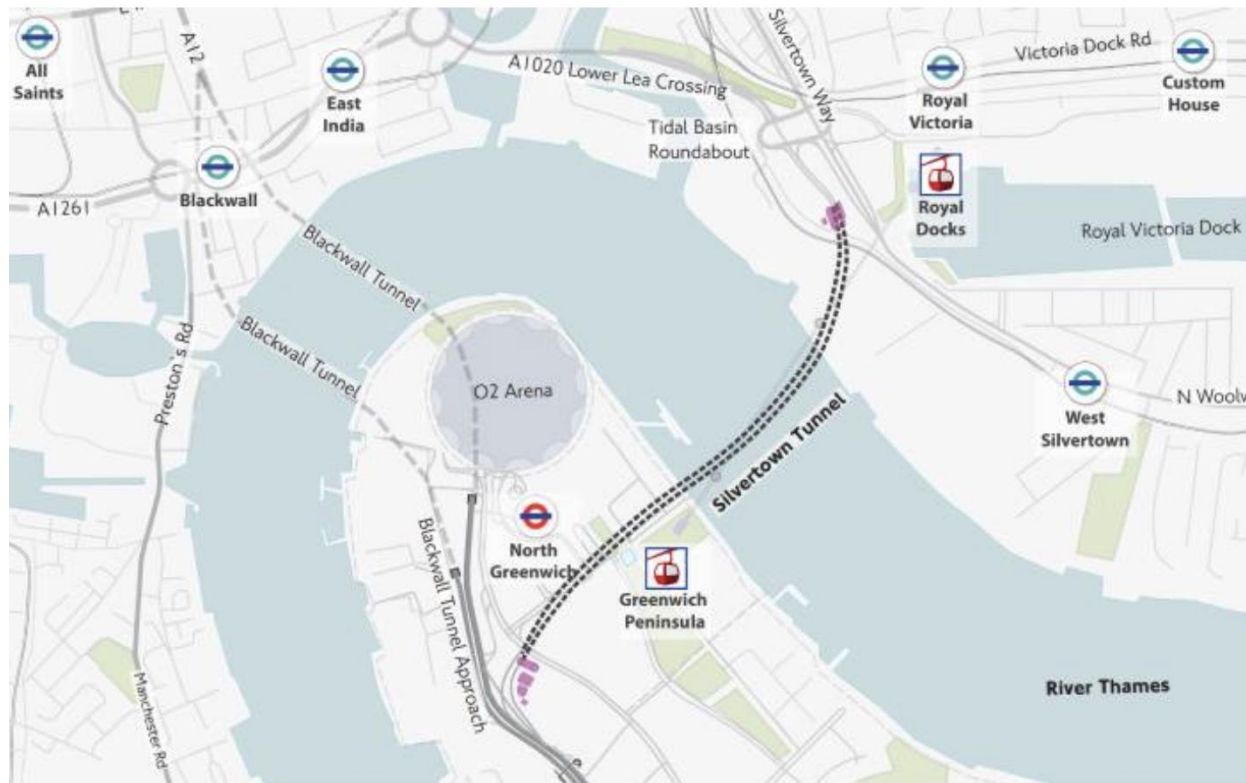 A12
Silvertown Way
Victoria Dock Rd
All
Saints
East
India
A1020 Lower Lea Crossing
Royal
Victoria
Custom
House
Tidal Basin
Roundabout
Blackwall
A1261
Royal
Docks
Royal Victoria Dock
Blackwall Tunnel
Blackwall Tunnel
Preston's Rd
O2 Arena
N Woolw
West
Silvertown
Silvertown Tunnel
North
Greenwich
Blackwall Tunnel Approach
Greenwich
Peninsula
River Thames
Manchester Rd